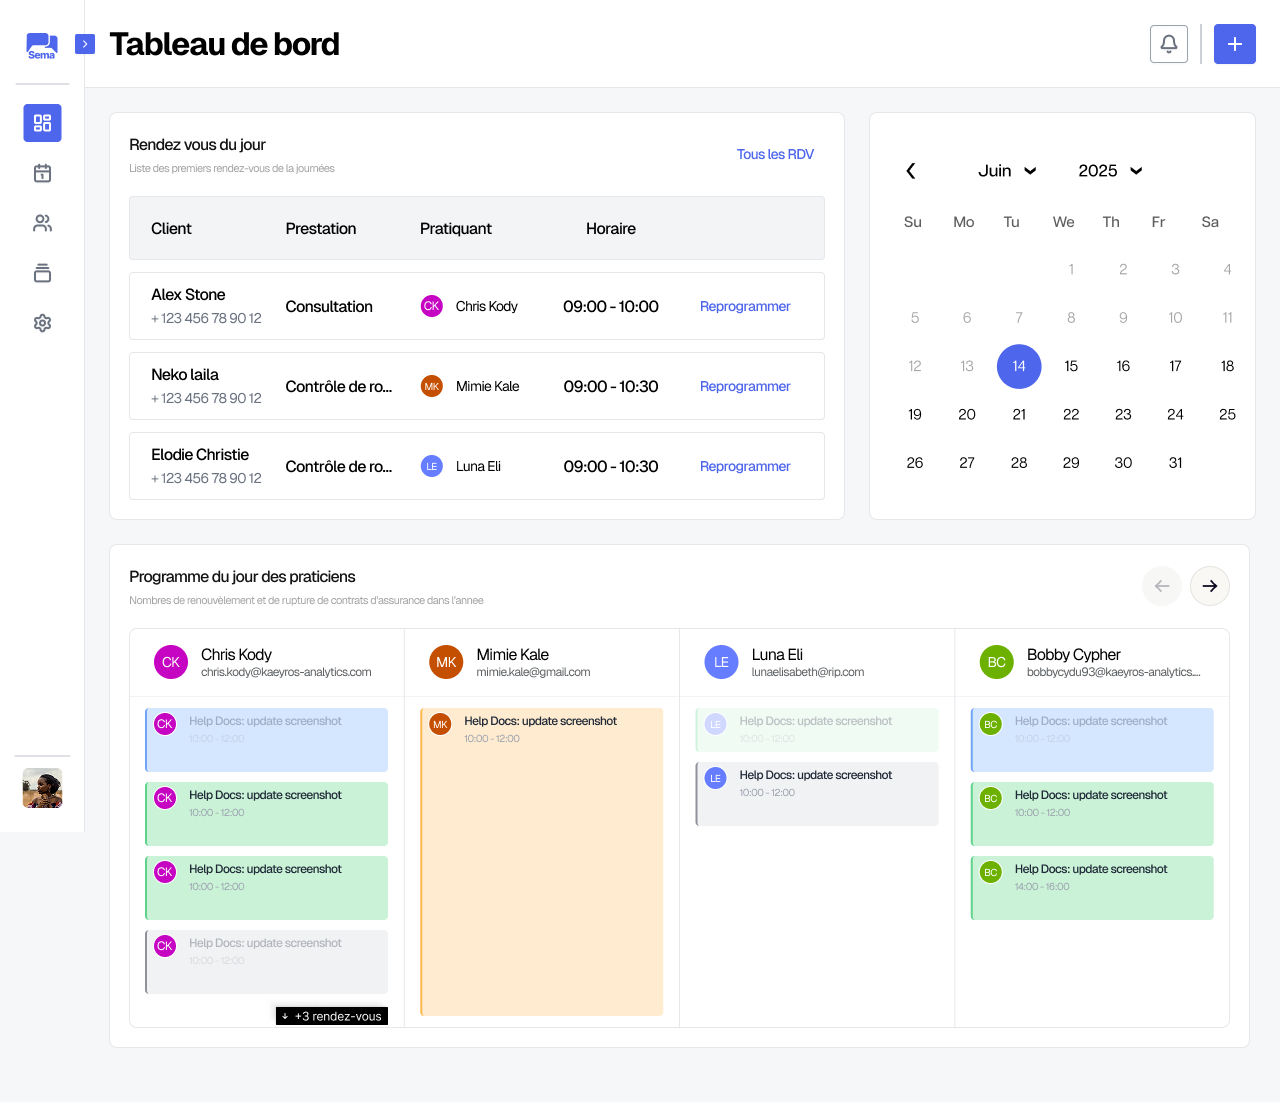 Sema
Tableau de bord
Rendez vous du jour
Liste des premiers rendez-vous de la journées
Tous les RDV
Client Prestation Pratiquant Horaire
Alex Stone
+ 123 456 78 90 12
Consultation
CK Chris Kody
09:00 - 10:00
Reprogrammer
Neko laila
+ 123 456 78 90 12
Contrôle de ro...
MK Mimie Kale
09:00 - 10:30
Reprogrammer
Elodie Christie
+ 123 456 78 90 12
Contrôle de ro...
LE Luna Eli
09:00 - 10:30
Reprogrammer
Juin 2025
Su Mo Tu We Th Fr Sa
1 2 3 4
5 6 7 8 9 10 11
12 13 14 15 16 17 18
19 20 21 22 23 24 25
26 27 28 29 30 31
Programme du jour des praticiens
Nombres de renouvèlement et de rupture de contrats d'assurance dans l'annee
CK Chris Kody
chris.kody@kaeyros-analytics.com
CK Help Docs: update screenshot
10:00 - 12:00
CK Help Docs: update screenshot
10:00 - 12:00
CK Help Docs: update screenshot
10:00 - 12:00
CK Help Docs: update screenshot
10:00 - 12:00
+3 rendez-vous
MK Mimie Kale
mimie.kale@gmail.com
MK Help Docs: update screenshot
10:00 - 12:00
LE Luna Eli
lunaelisabeth@rip.com
LE Help Docs: update screenshot
10:00 - 12:00
LE Help Docs: update screenshot
10:00 - 12:00
BC Bobby Cypher
bobbycydu93@kaeyros-analytics....
BC Help Docs: update screenshot
10:00 - 12:00
BC Help Docs: update screenshot
10:00 - 12:00
BC Help Docs: update screenshot
14:00 - 16:00